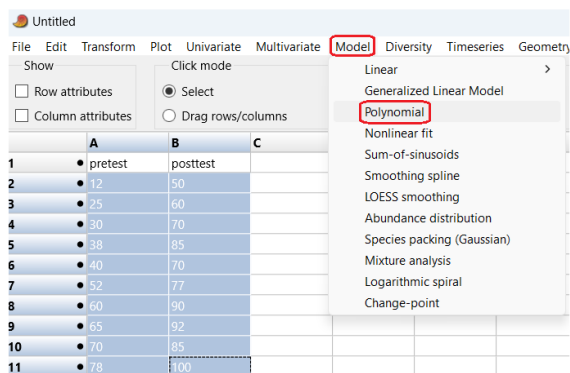 Untitled
File Edit Transform Plot Univariate Multivariate Model Diversity Timeseries Geometry
Show Click mode
Row attributes Select
Column attributes Drag rows/columns
Linear
Generalized Linear Model
Polynomial
Nonlinear fit
Sum-of-sinusoids
Smoothing spline
LOESS smoothing
Abundance distribution
Species packing (Gaussian)
Mixture analysis
Logarithmic spiral
Change-point
A B C
1 pretest posttest
2 12 50
3 25 60
4 30 70
5 38 85
6 40 70
7 52 77
8 60 90
9 65 92
10 70 85
11 78 100